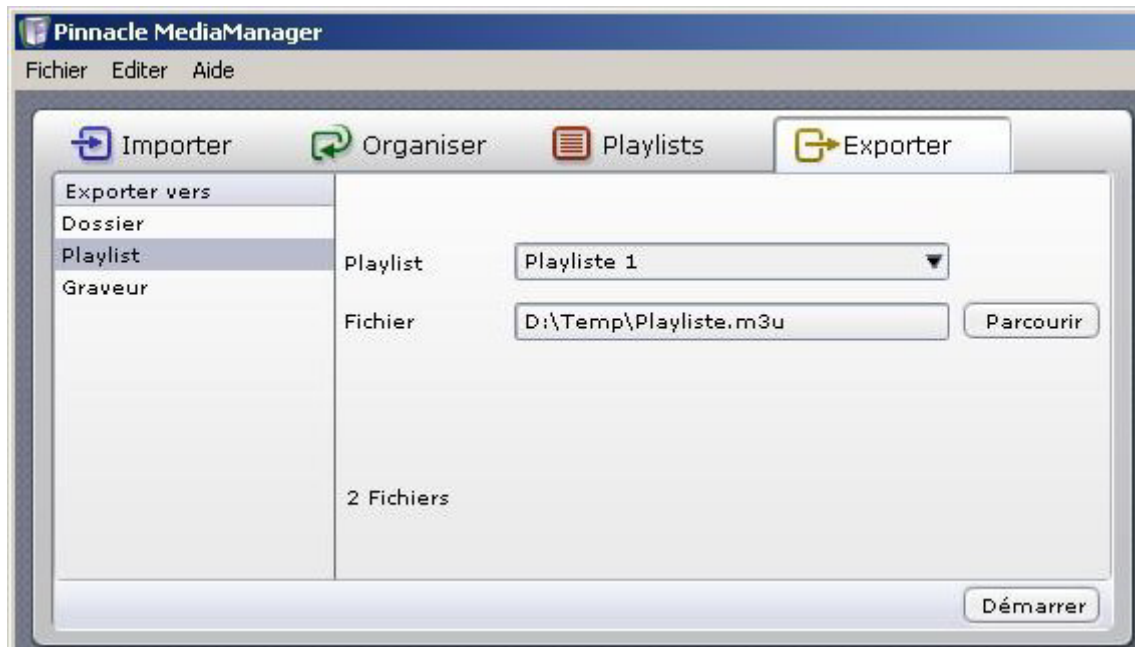 Pinnacle MediaManager
Fichier Editer Aide
Importer Organiser Playlists Exporter
Exporter vers
Dossier
Playlist
Graveur
Playlist Playliste 1
Fichier D:\Temp\Playliste.m3u Parcourir
2 Fichiers
Démarrer